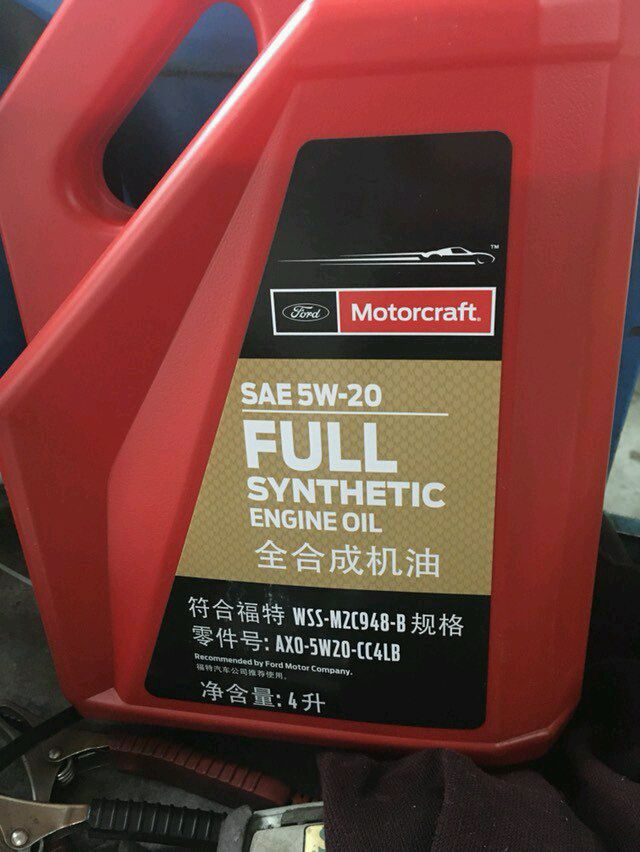 TM
Ford
Motorcraft®
SAE 5W-20
FULL
SYNTHETIC
ENGINE OIL
全合成机油
符合福特 WSS-M2C948-B 规格
零件号: AXO-5W20-CC4LB
Recommended by Ford Motor Company.
福特汽车公司推荐使用。
净含量: 4升